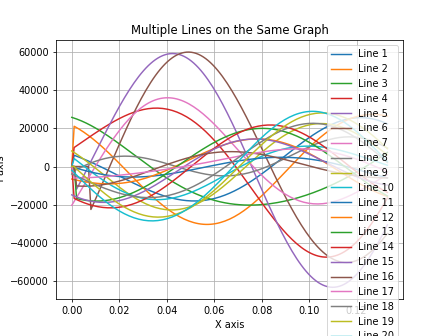 Multiple Lines on the Same Graph
60000
40000
20000
0
−20000
−40000
−60000
0.00
0.02
0.04
0.06
0.08
0.10
X axis
Line 1
Line 2
Line 3
Line 4
Line 5
Line 6
Line 7
Line 8
Line 9
Line 10
Line 11
Line 12
Line 13
Line 14
Line 15
Line 16
Line 17
Line 18
Line 19
Line 20